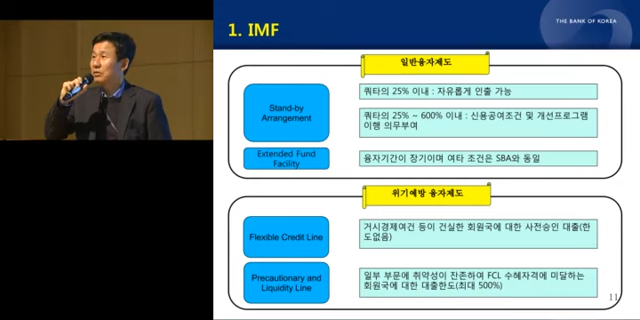 1. IMF
THE BANK OF KOREA
일반융자제도
Stand-by
Arrangement
쿼타의 25% 이내 : 자유롭게 인출 가능
쿼타의 25% ~ 600% 이내 : 신용공여조건 및 개선프로그램
이행 의무부여
Extended Fund
Facility
융자기간이 장기이며 여타 조건은 SBA와 동일
위기예방 융자제도
Flexible Credit Line
거시경제여건 등이 건실한 회원국에 대한 사전승인 대출(한
도없음)
Precautionary and
Liquidity Line
일부 부문에 취약성이 잔존하여 FCL 수혜자격에 미달하는
회원국에 대한 대출한도(최대 500%)
11